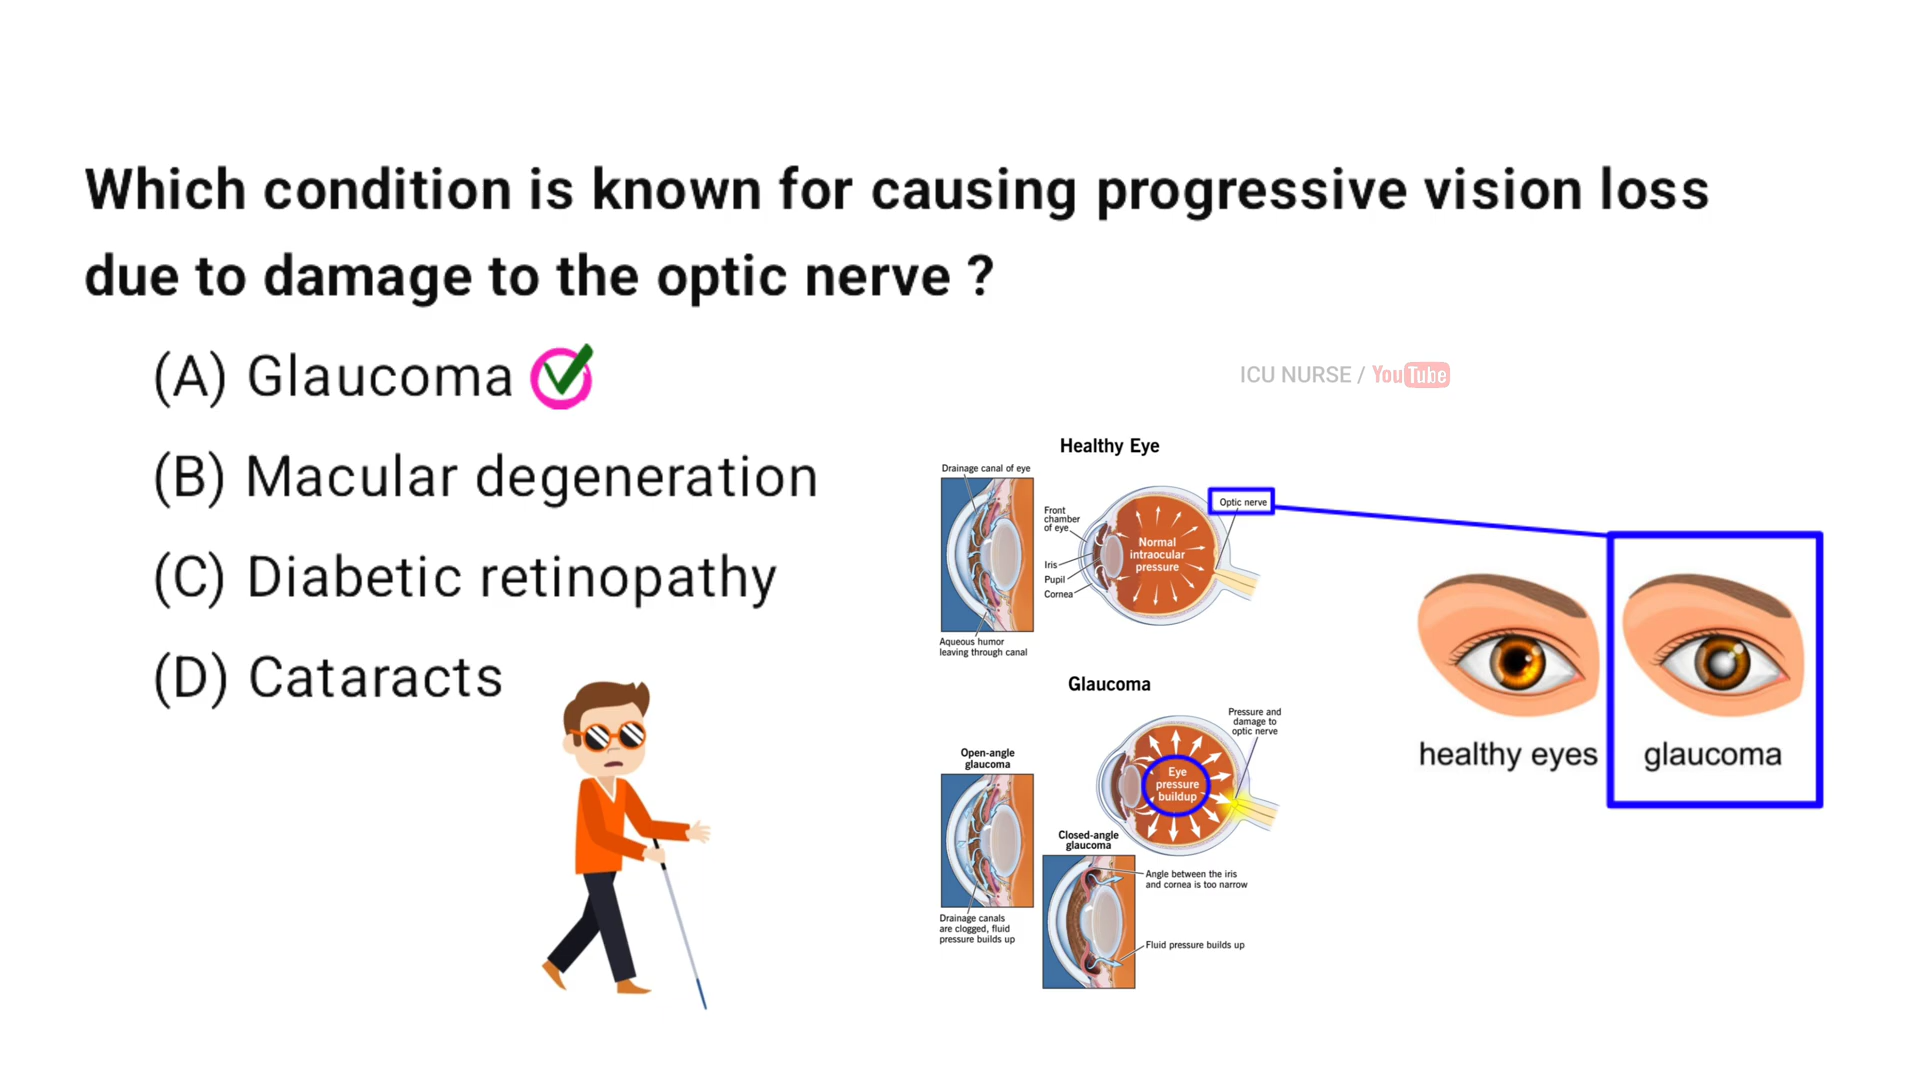 Which condition is known for causing progressive vision loss
due to damage to the optic nerve ?
(A) Glaucoma
(B) Macular degeneration
(C) Diabetic retinopathy
(D) Cataracts
ICU NURSE / YouTube
Healthy Eye
Drainage canal of eye
Front
chamber
of eye
Iris
Pupil
Cornea
Normal
intraocular
pressure
Optic nerve
Aqueous humor
leaving through canal
Glaucoma
Open-angle
glaucoma
Drainage canals
are clogged, fluid
pressure builds up
Pressure and
damage to
optic nerve
Eye
pressure
buildup
Closed-angle
glaucoma
Angle between the iris
and cornea is too narrow
Fluid pressure builds up
healthy eyes
glaucoma